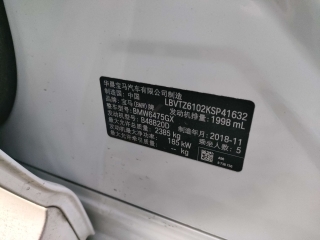 华晨宝马汽车有限公司制造
制造国：中国 LBVTZ6102KSP41632
品牌：宝马(BMW)牌 发动机排量：1998 mL
整车型号：BMW6475GX
发动机型号：B48B20D 制造年月：2018-11
最大允许总质量：2385 kg 乘坐人数：5
发动机最大净功率：185 kW
-- kg